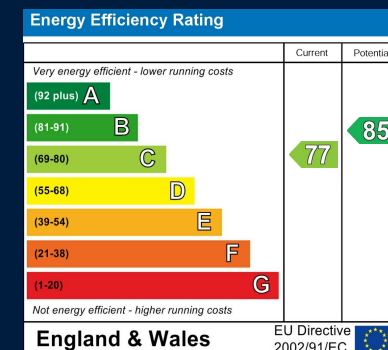 Energy Efficiency Rating
Current Potentia
Very energy efficient - lower running costs
(92 plus) A
(81-91) B 85
(69-80) C 77
(55-68) D
(39-54) E
(21-38) F
(1-20) G
Not energy efficient - higher running costs
England & Wales
EU Directive
2002/91/EC